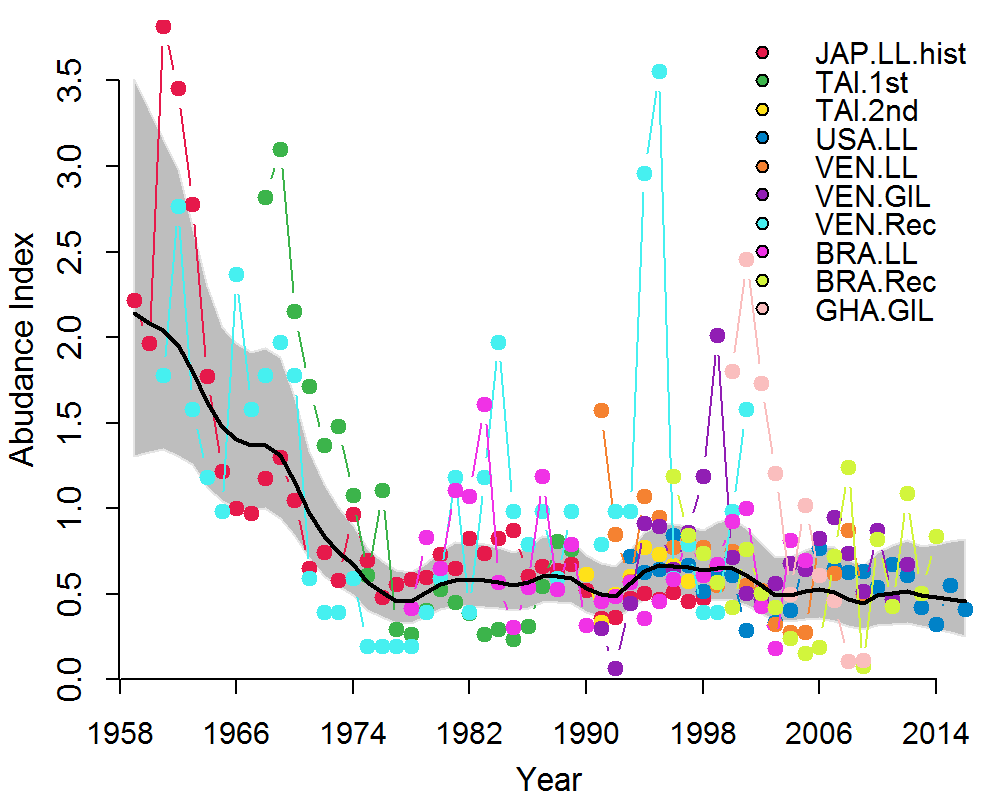 JAP.LL.hist
TAI.1st
TAI.2nd
USA.LL
VEN.LL
VEN.GIL
VEN.Rec
BRA.LL
BRA.Rec
GHA.GIL
Abudance Index
3.5
3.0
2.5
2.0
1.5
1.0
0.5
0.0
1958 1966 1974 1982 1990 1998 2006 2014
Year